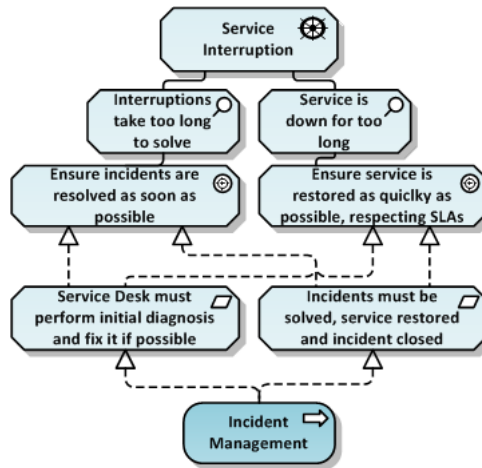 Service
Interruption
Interruptions
take too long
to solve
Service is
down for too
long
Ensure incidents are
resolved as soon as
possible
Ensure service is
restored as quiclky as
possible, respecting SLAs
Service Desk must
perform initial diagnosis
and fix it if possible
Incidents must be
solved, service restored
and incident closed
Incident
Management